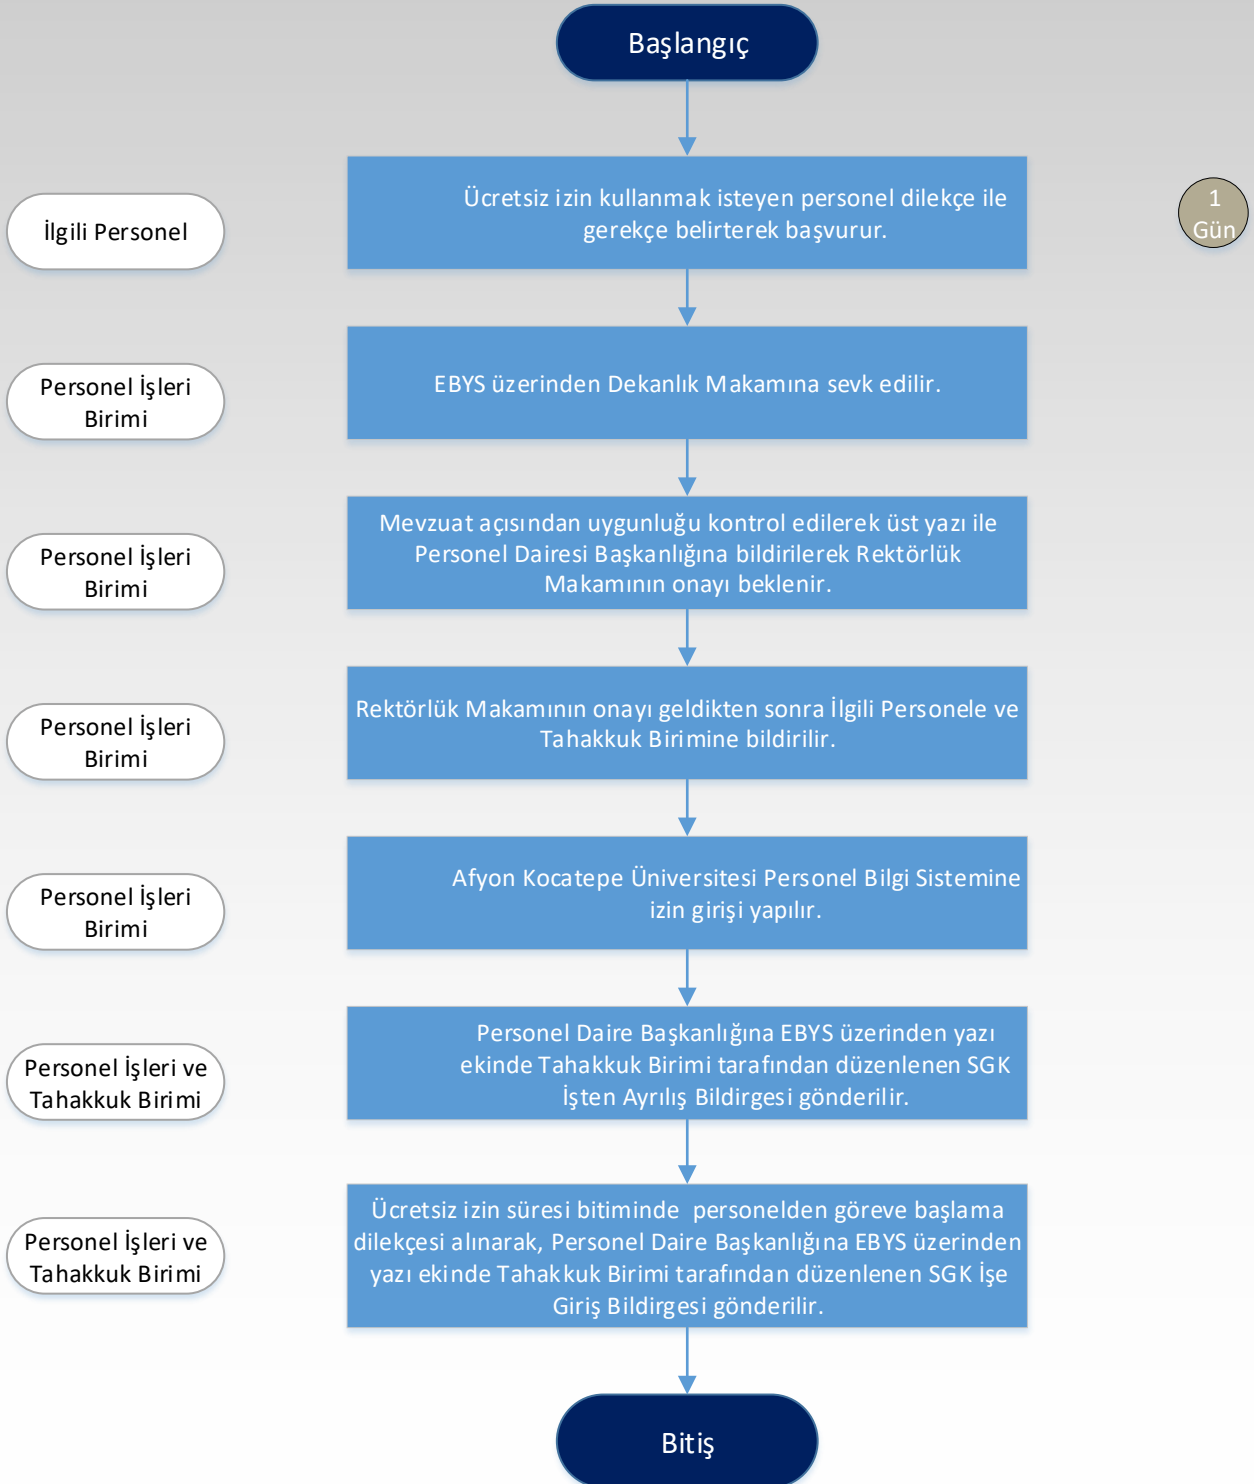 Başlangıç
İlgili Personel
Ücretsiz izin kullanmak isteyen personel dilekçe ile
gerekçe belirterek başvurur.
1
Gün
Personel İşleri
Birimi
EBYS üzerinden Dekanlık Makamına sevk edilir.
Personel İşleri
Birimi
Mevzuat açısından uygunluğu kontrol edilerek üst yazı ile
Personel Dairesi Başkanlığına bildirilerek Rektörlük
Makamının onayı beklenir.
Personel İşleri
Birimi
Rektörlük Makamının onayı geldikten sonra İlgili Personele ve
Tahakkuk Birimine bildirilir.
Personel İşleri
Birimi
Afyon Kocatepe Üniversitesi Personel Bilgi Sistemine
izin girişi yapılır.
Personel İşleri ve
Tahakkuk Birimi
Personel Daire Başkanlığına EBYS üzerinden yazı
ekinde Tahakkuk Birimi tarafından düzenlenen SGK
İşten Ayrılış Bildirgesi gönderilir.
Personel İşleri ve
Tahakkuk Birimi
Ücretsiz izin süresi bitiminde  personelden göreve başlama
dilekçesi alınarak, Personel Daire Başkanlığına EBYS üzerinden
yazı ekinde Tahakkuk Birimi tarafından düzenlenen SGK İşe
Giriş Bildirgesi gönderilir.
Bitiş